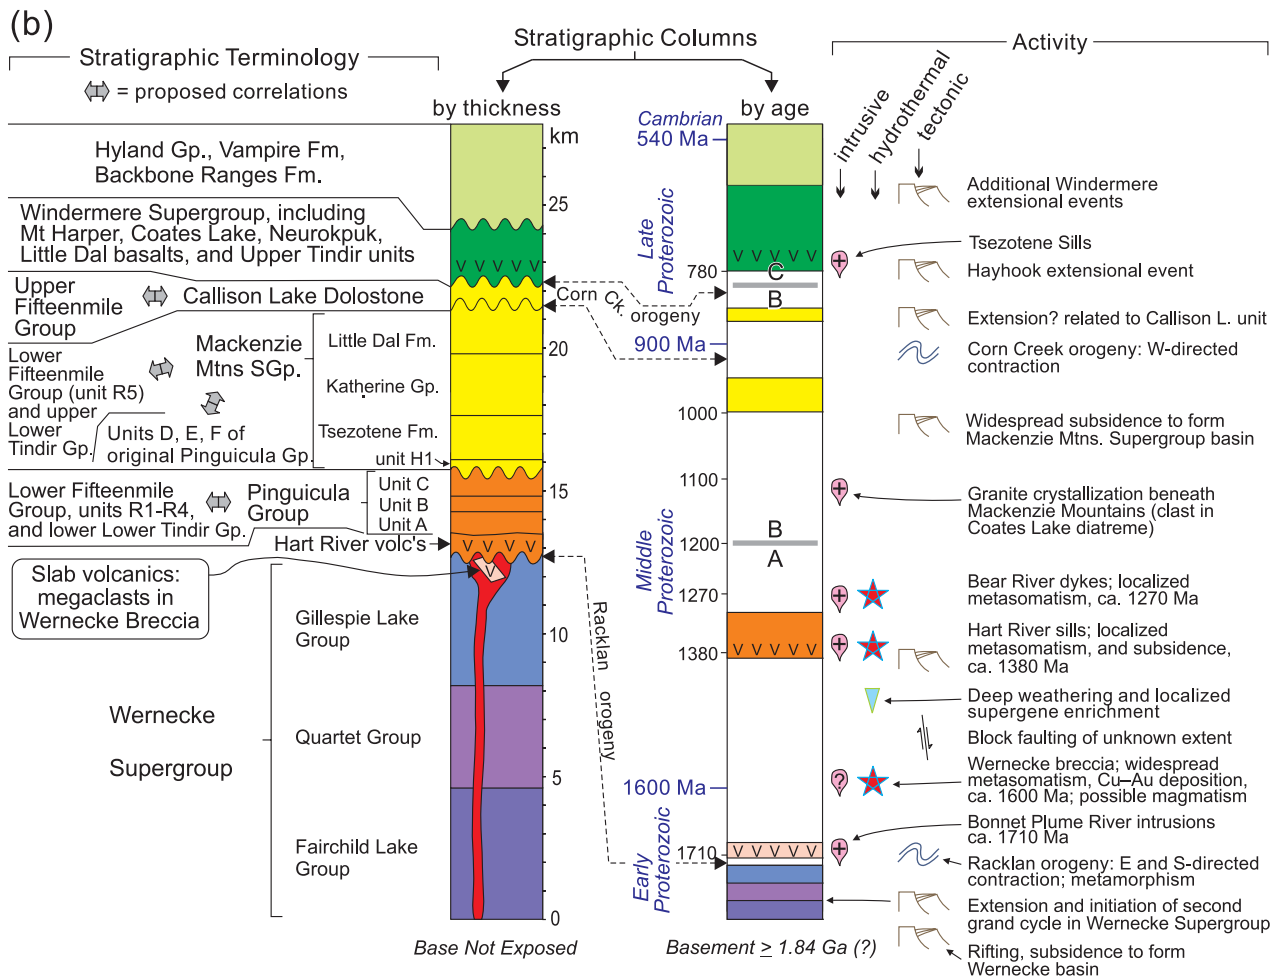 (b)
Stratigraphic Columns
Stratigraphic Terminology
= proposed correlations
by thickness
by age
Activity
intrusive
hydrothermal
tectonic
km
25
20
15
10
5
0
Hyland Gp., Vampire Fm,
Backbone Ranges Fm.
Windermere Supergroup, including
Mt Harper, Coates Lake, Neurokpuk,
Little Dal basalts, and Upper Tindir units
Upper
Fifteenmile
Group
Callison Lake Dolostone
Lower
Fifteenmile
Group (unit R5)
and upper
Lower
Tindir Gp.
Mackenzie
Mtns SGp.
Units D, E, F of
original Pinguicula Gp.
Little Dal Fm.
Katherine Gp.
Tsezotene Fm.
unit H1
Lower Fifteenmile
Group, units R1-R4,
and lower Lower Tindir Gp.
Pinguicula
Group
Unit C
Unit B
Unit A
Hart River volc's
Slab volcanics:
megaclasts in
Wernecke Breccia
Wernecke
Supergroup
Gillespie Lake
Group
Quartet Group
Fairchild Lake
Group
Base Not Exposed
V V V V V
V V V V
V
Corn Ck. orogeny
Racklan orogeny
Cambrian
540 Ma
Late
Proterozoic
780
900 Ma
1000
1100
Middle
Proterozoic
1200
1270
1380
1600 Ma
1710
Early
Proterozoic
V V V V V
C
B
B
A
V V V V V
V V V V V
Basement ≥ 1.84 Ga (?)
+
+
+
+
?
+
Additional Windermere
extensional events
Tsezotene Sills
Hayhook extensional event
Extension? related to Callison L. unit
Corn Creek orogeny: W-directed
contraction
Widespread subsidence to form
Mackenzie Mtns. Supergroup basin
Granite crystallization beneath
Mackenzie Mountains (clast in
Coates Lake diatreme)
Bear River dykes; localized
metasomatism, ca. 1270 Ma
Hart River sills; localized
metasomatism, and subsidence,
ca. 1380 Ma
Deep weathering and localized
supergene enrichment
Block faulting of unknown extent
Wernecke breccia; widespread
metasomatism, Cu–Au deposition,
ca. 1600 Ma; possible magmatism
Bonnet Plume River intrusions
ca. 1710 Ma
Racklan orogeny: E and S-directed
contraction; metamorphism
Extension and initiation of second
grand cycle in Wernecke Supergroup
Rifting, subsidence to form
Wernecke basin